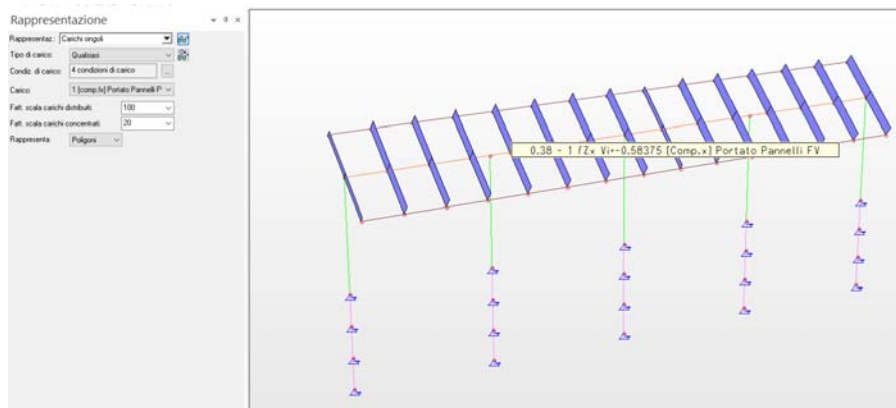 Rappresentazione
Rappresentaz.: Carichi singoli
Tipo di carico: Qualsiasi
Condiz. di carico: 4 condizioni di carico ...
Carico: 1 [comp.fx] Portato Pannelli P
Fatt. scala carichi distribuiti: 100
Fatt. scala carichi concentrati: 20
Rappresenta: Poligoni
0.38 - 1 fZ Vi=-0.58375 [Comp.x] Portato Pannelli FV